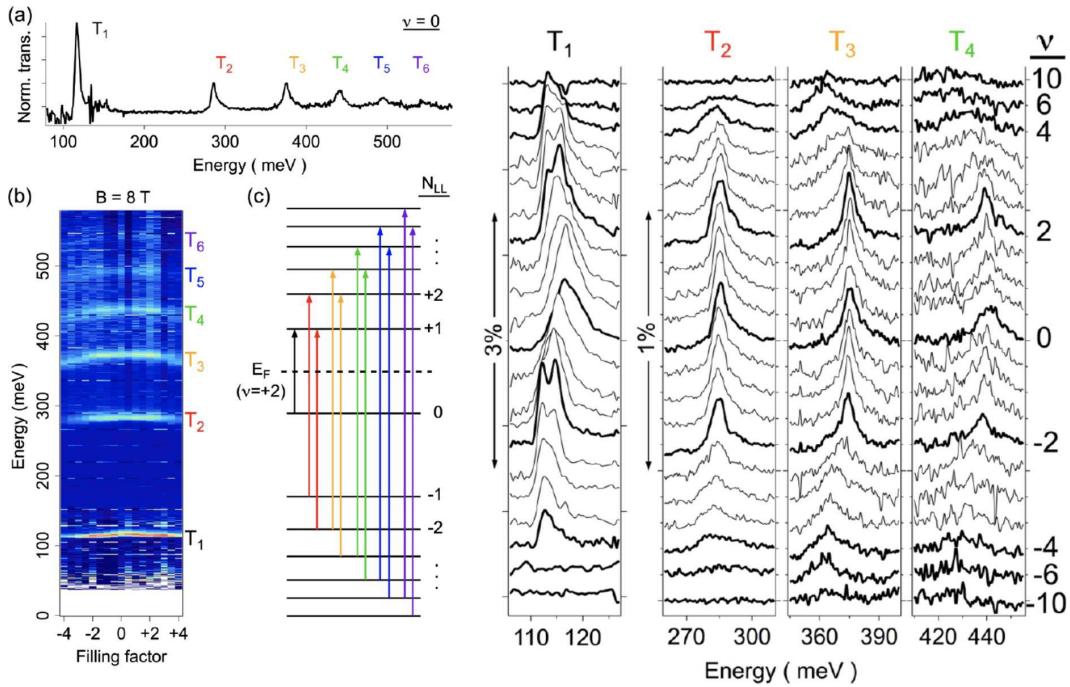 (a)
T1
ν = 0
T2
T3
T4
T5
T6
Norm. trans.
100
200
300
400
500
Energy ( meV )
(b)
B = 8 T
(c)
NLL
T6
T5
T4
T3
T2
T1
500
400
300
200
100
0
Energy (meV)
-4
-2
0
+2
+4
Filling factor
+2
+1
EF
(ν=+2)
0
-1
-2
T1
T2
T3
T4
ν
10
6
4
2
0
-2
-4
-6
-10
3%
1%
110
120
270
300
360
390
410
440
Energy ( meV )